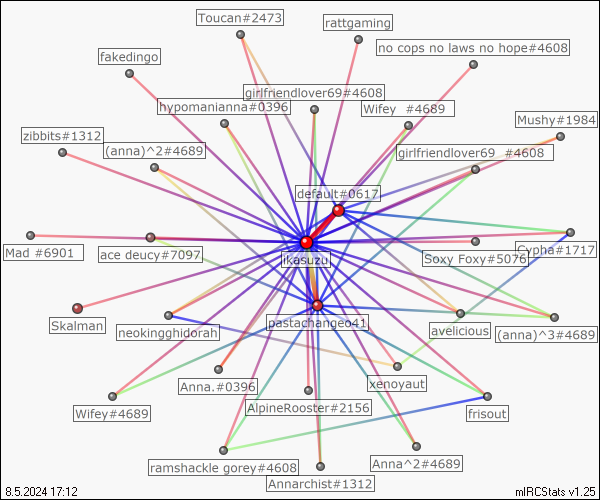 Toucan#2473
rattgaming
no cops no laws no hope#4608
fakedingo
girlfriendlover69#4608
hypomanianna#0396
Wifey #4689
Mushy#1984
zibbits#1312
(anna)^2#4689
girlfriendlover69 #4608
default#0617
Mad #6901
ace deucy#7097
ikasuzu
Soxy Foxy#5076
Cypha#1717
Skalman
neokingghidorah
pastachangeo41
avelicious
(anna)^3#4689
Anna.#0396
xenoyaut
Wifey#4689
AlpineRooster#2156
frisout
ramshackle gorey#4608
Anna^2#4689
Annarchist#1312
8.5.2024 17:12
mIRCStats v1.25